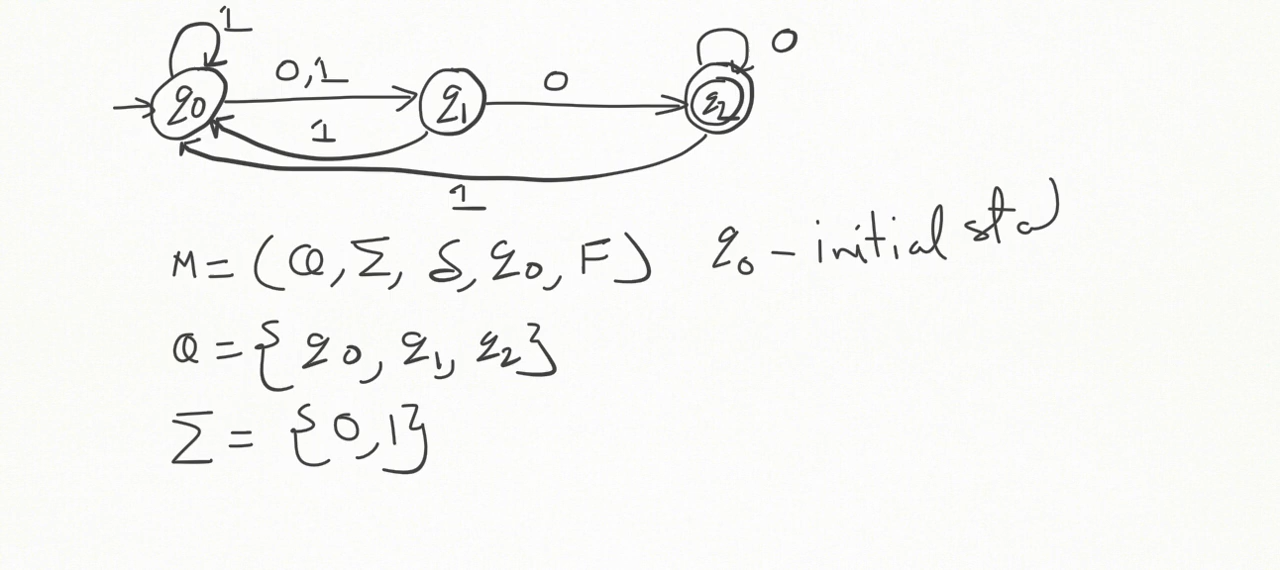 1
0
0,1
0
q0
q1
q2
1
1
M = (Q, Σ, δ, q0, F) q0 - initial sta
Q = {q0, q1, q2}
Σ = {0,1}